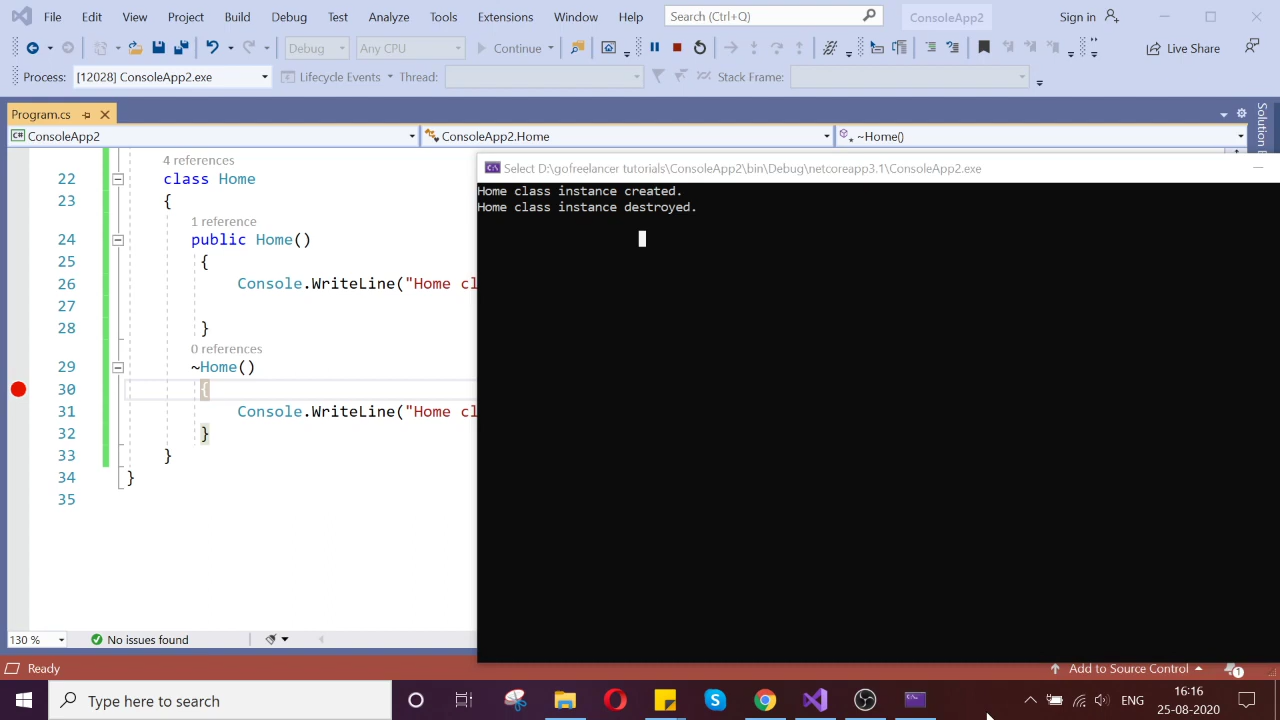 File Edit View Project Build Debug Test Analyze Tools Extensions Window Help Search (Ctrl+Q) ConsoleApp2 Sign in
Debug Any CPU Continue Live Share
Process: [12028] ConsoleApp2.exe Lifecycle Events Thread: Stack Frame:
Program.cs
C# ConsoleApp2 ConsoleApp2.Home ~Home()
Solution E
4 references
22 class Home
23 {
1 reference
24 public Home()
25 {
26 Console.WriteLine("Home cl
27
28 }
0 references
29 ~Home()
30 {
31 Console.WriteLine("Home cl
32 }
33 }
34 }
35
Select D:\gofreelancer tutorials\ConsoleApp2\bin\Debug\netcoreapp3.1\ConsoleApp2.exe
Home class instance created.
Home class instance destroyed.
130 % No issues found
Ready Add to Source Control 1
Type here to search
ENG 16:16
25-08-2020